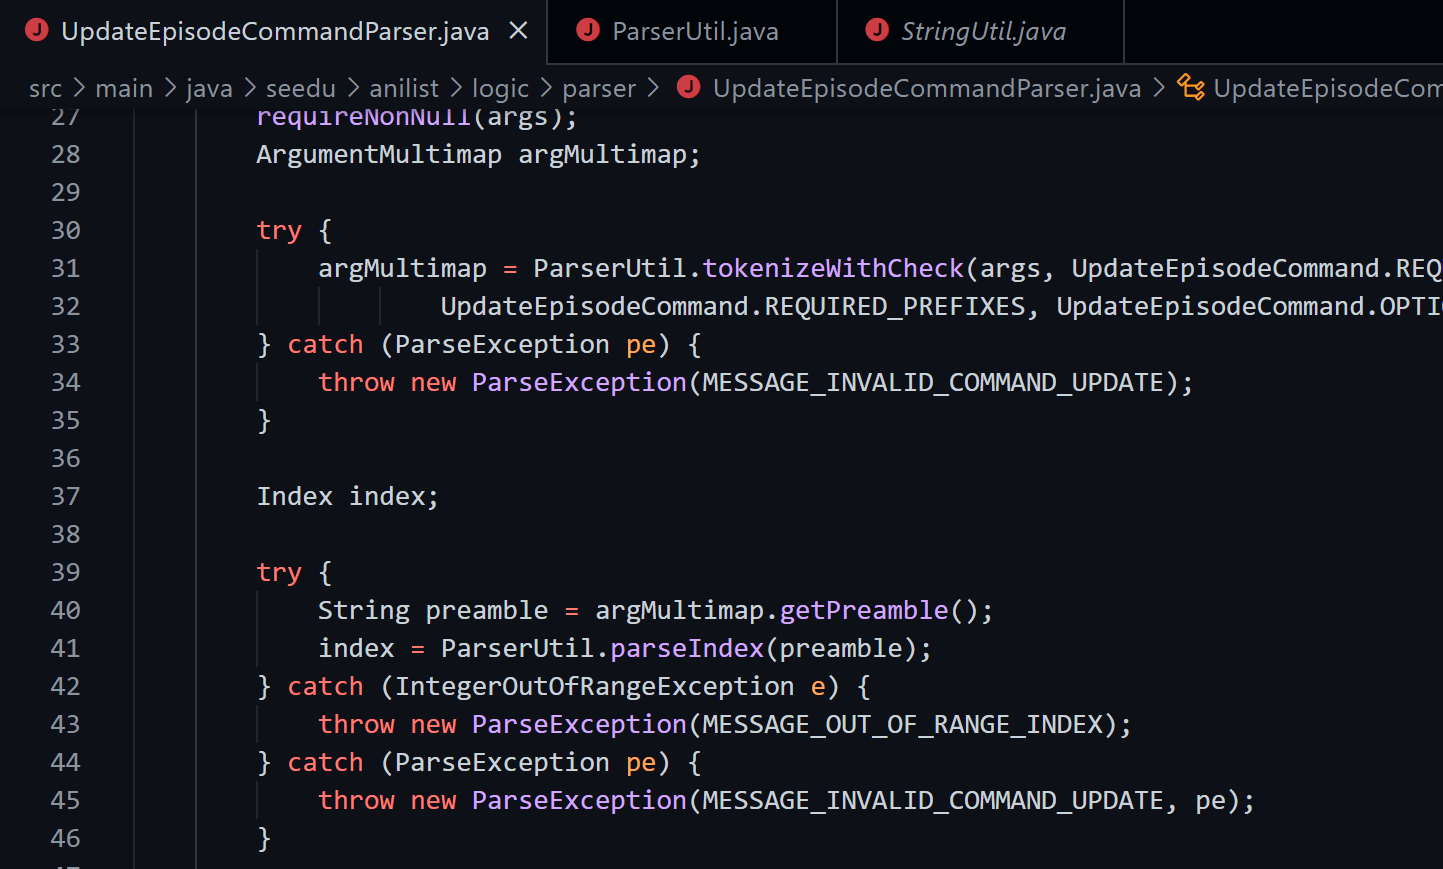 UpdateEpisodeCommandParser.java ParserUtil.java StringUtil.java
src > main > java > seedu > anilist > logic > parser > UpdateEpisodeCommandParser.java > UpdateEpisodeCom
27 requireNonNull(args);
28 ArgumentMultimap argMultimap;
29
30 try {
31 argMultimap = ParserUtil.tokenizeWithCheck(args, UpdateEpisodeCommand.REQ
32 UpdateEpisodeCommand.REQUIRED_PREFIXES, UpdateEpisodeCommand.OPTIO
33 } catch (ParseException pe) {
34 throw new ParseException(MESSAGE_INVALID_COMMAND_UPDATE);
35 }
36
37 Index index;
38
39 try {
40 String preamble = argMultimap.getPreamble();
41 index = ParserUtil.parseIndex(preamble);
42 } catch (IntegerOutOfRangeException e) {
43 throw new ParseException(MESSAGE_OUT_OF_RANGE_INDEX);
44 } catch (ParseException pe) {
45 throw new ParseException(MESSAGE_INVALID_COMMAND_UPDATE, pe);
46 }